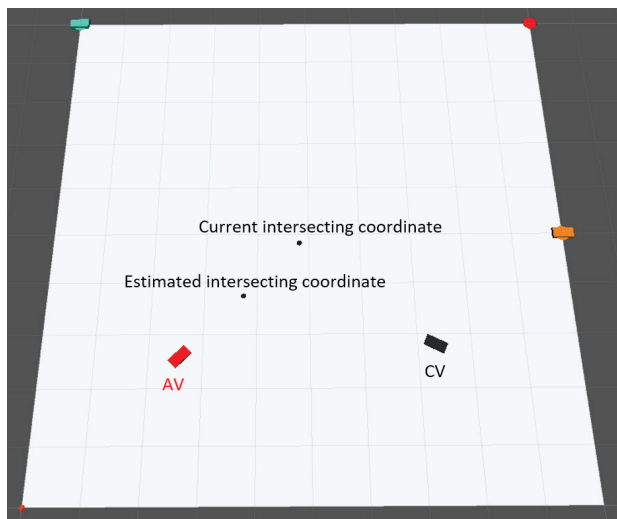 Current intersecting coordinate
Estimated intersecting coordinate
CV
AV